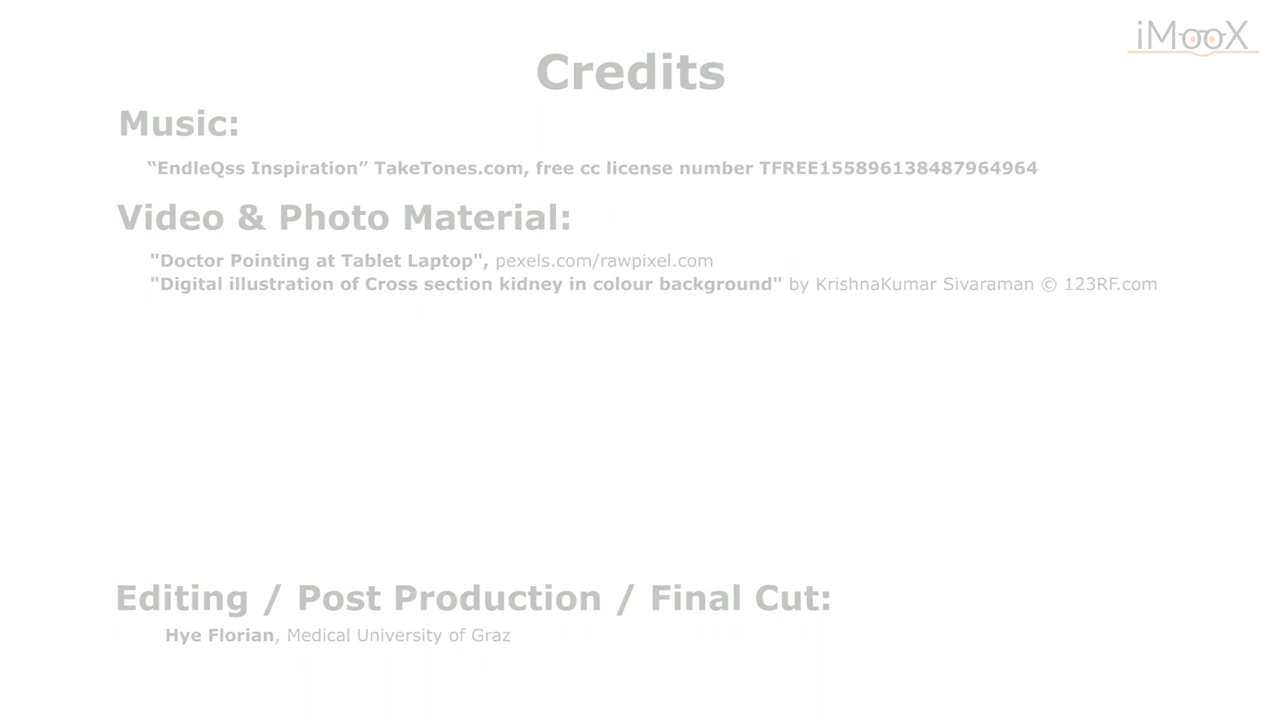 iMooX
Credits
Music:
“EndleQss Inspiration” TakeTones.com, free cc license number TFREE155896138487964964
Video & Photo Material:
"Doctor Pointing at Tablet Laptop", pexels.com/rawpixel.com
"Digital illustration of Cross section kidney in colour background" by KrishnaKumar Sivaraman © 123RF.com
Editing / Post Production / Final Cut:
Hye Florian, Medical University of Graz